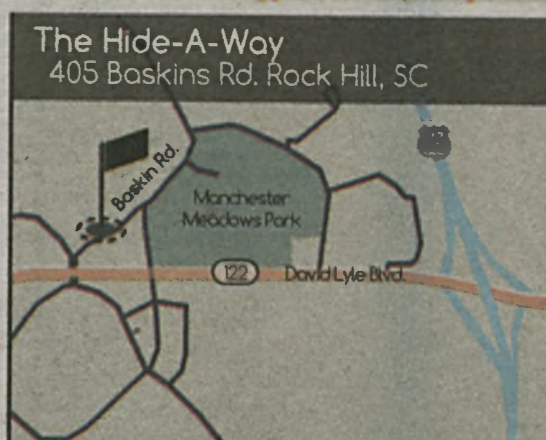 The Hide-A-Way
405 Baskins Rd. Rock Hill, SC
Baskin Rd.
Manchester
Meadows Park
122
David Lyle Blvd.